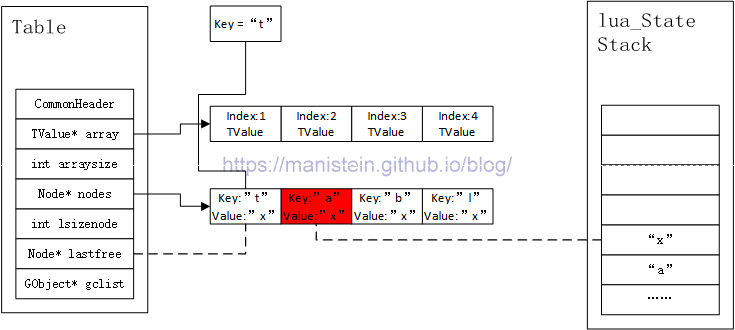 Table
Key = “t”
lua_State
Stack
CommonHeader
TValue* array
int arraysize
Node* nodes
int lsizenode
Node* lastfree
GObject* gclist
Index:1
TValue
Index:2
TValue
Index:3
TValue
Index:4
TValue
https://manistein.github.io/blog/
Key:”t”
Value:”x”
Key:”a”
Value:”x”
Key:”b”
Value:”x”
Key:”l”
Value:”x”
“x”
“a”
……